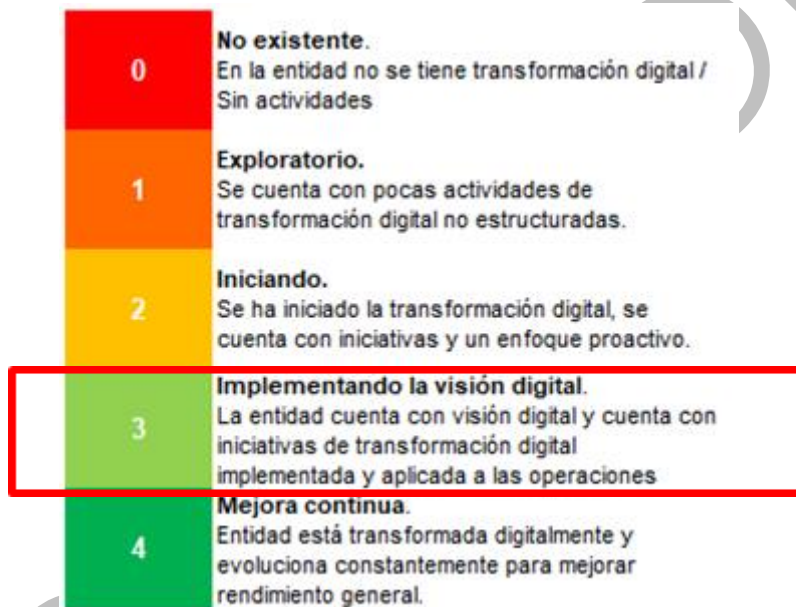 0
No existente.
En la entidad no se tiene transformación digital /
Sin actividades
1
Exploratorio.
Se cuenta con pocas actividades de
transformación digital no estructuradas.
2
Iniciando.
Se ha iniciado la transformación digital, se
cuenta con iniciativas y un enfoque proactivo.
3
Implementando la visión digital.
La entidad cuenta con visión digital y cuenta con
iniciativas de transformación digital
implementada y aplicada a las operaciones
4
Mejora continua.
Entidad está transformada digitalmente y
evoluciona constantemente para mejorar
rendimiento general.